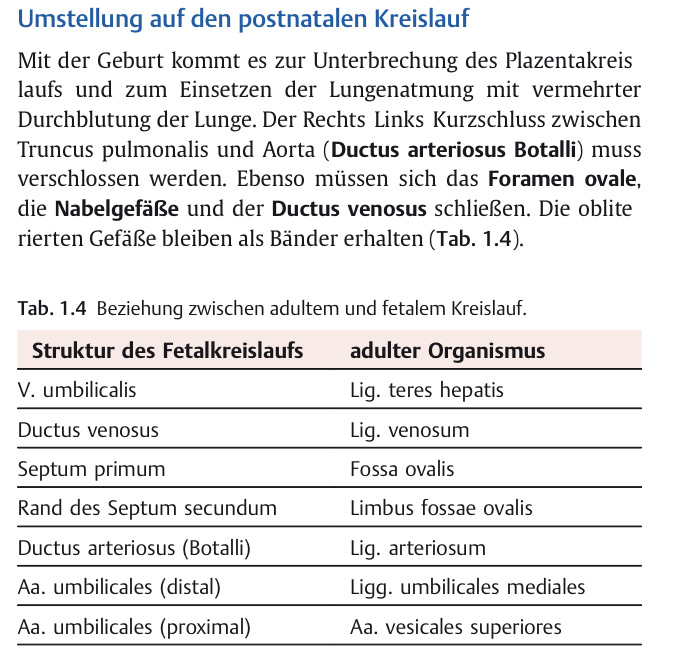 Umstellung auf den postnatalen Kreislauf
Mit der Geburt kommt es zur Unterbrechung des Plazentakreis
laufs und zum Einsetzen der Lungenatmung mit vermehrter
Durchblutung der Lunge. Der Rechts Links Kurzschluss zwischen
Truncus pulmonalis und Aorta (Ductus arteriosus Botalli) muss
verschlossen werden. Ebenso müssen sich das Foramen ovale,
die Nabelgefäße und der Ductus venosus schließen. Die oblite
rierten Gefäße bleiben als Bänder erhalten (Tab. 1.4).
Tab. 1.4 Beziehung zwischen adultem und fetalem Kreislauf.
Struktur des Fetalkreislaufs adulter Organismus
V. umbilicalis Lig. teres hepatis
Ductus venosus Lig. venosum
Septum primum Fossa ovalis
Rand des Septum secundum Limbus fossae ovalis
Ductus arteriosus (Botalli) Lig. arteriosum
Aa. umbilicales (distal) Ligg. umbilicales mediales
Aa. umbilicales (proximal) Aa. vesicales superiores